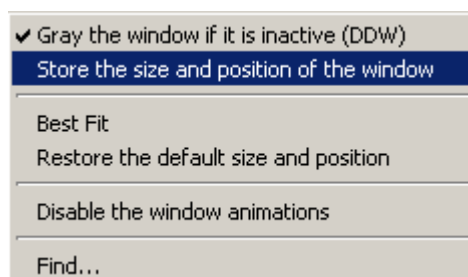 Gray the window if it is inactive (DDW)
Store the size and position of the window
Best Fit
Restore the default size and position
Disable the window animations
Find...